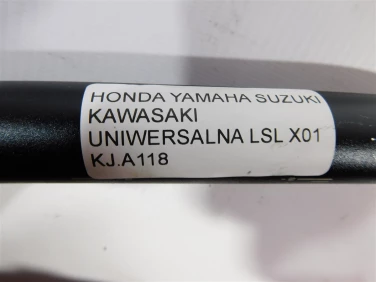 HONDA YAMAHA SUZUKI
KAWASAKI
UNIWERSALNA LSL X01
KJ.A118